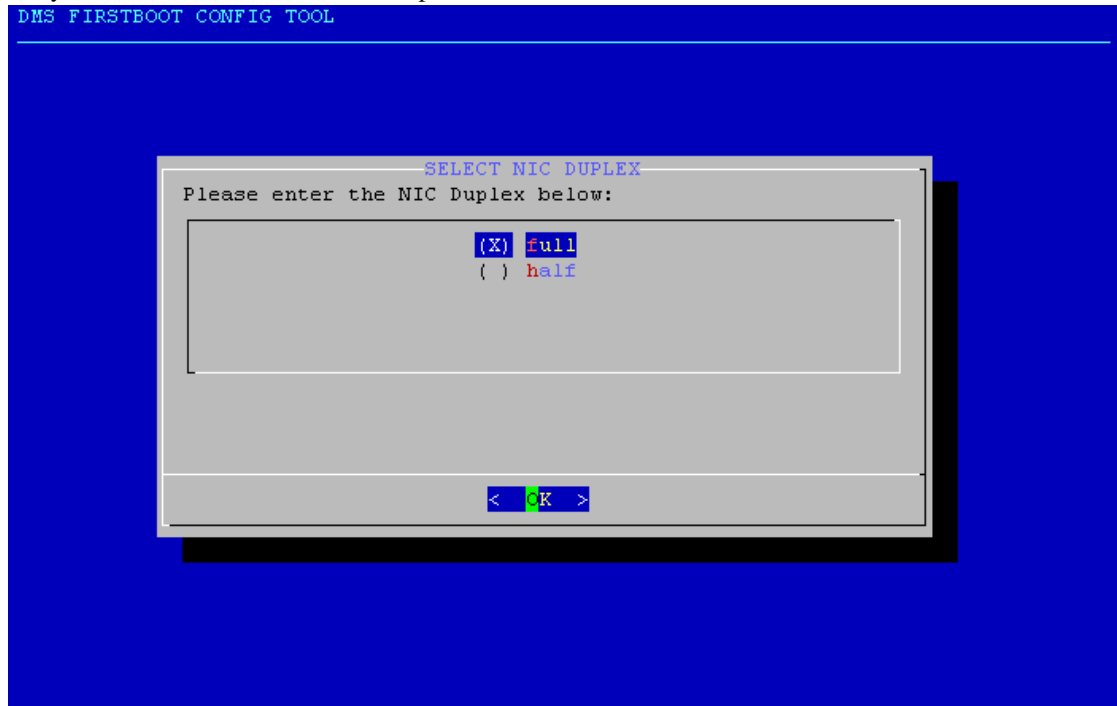 DMS FIRSTBOOT CONFIG TOOL
SELECT NIC DUPLEX
Please enter the NIC Duplex below:
(X) full
( ) half
< OK >